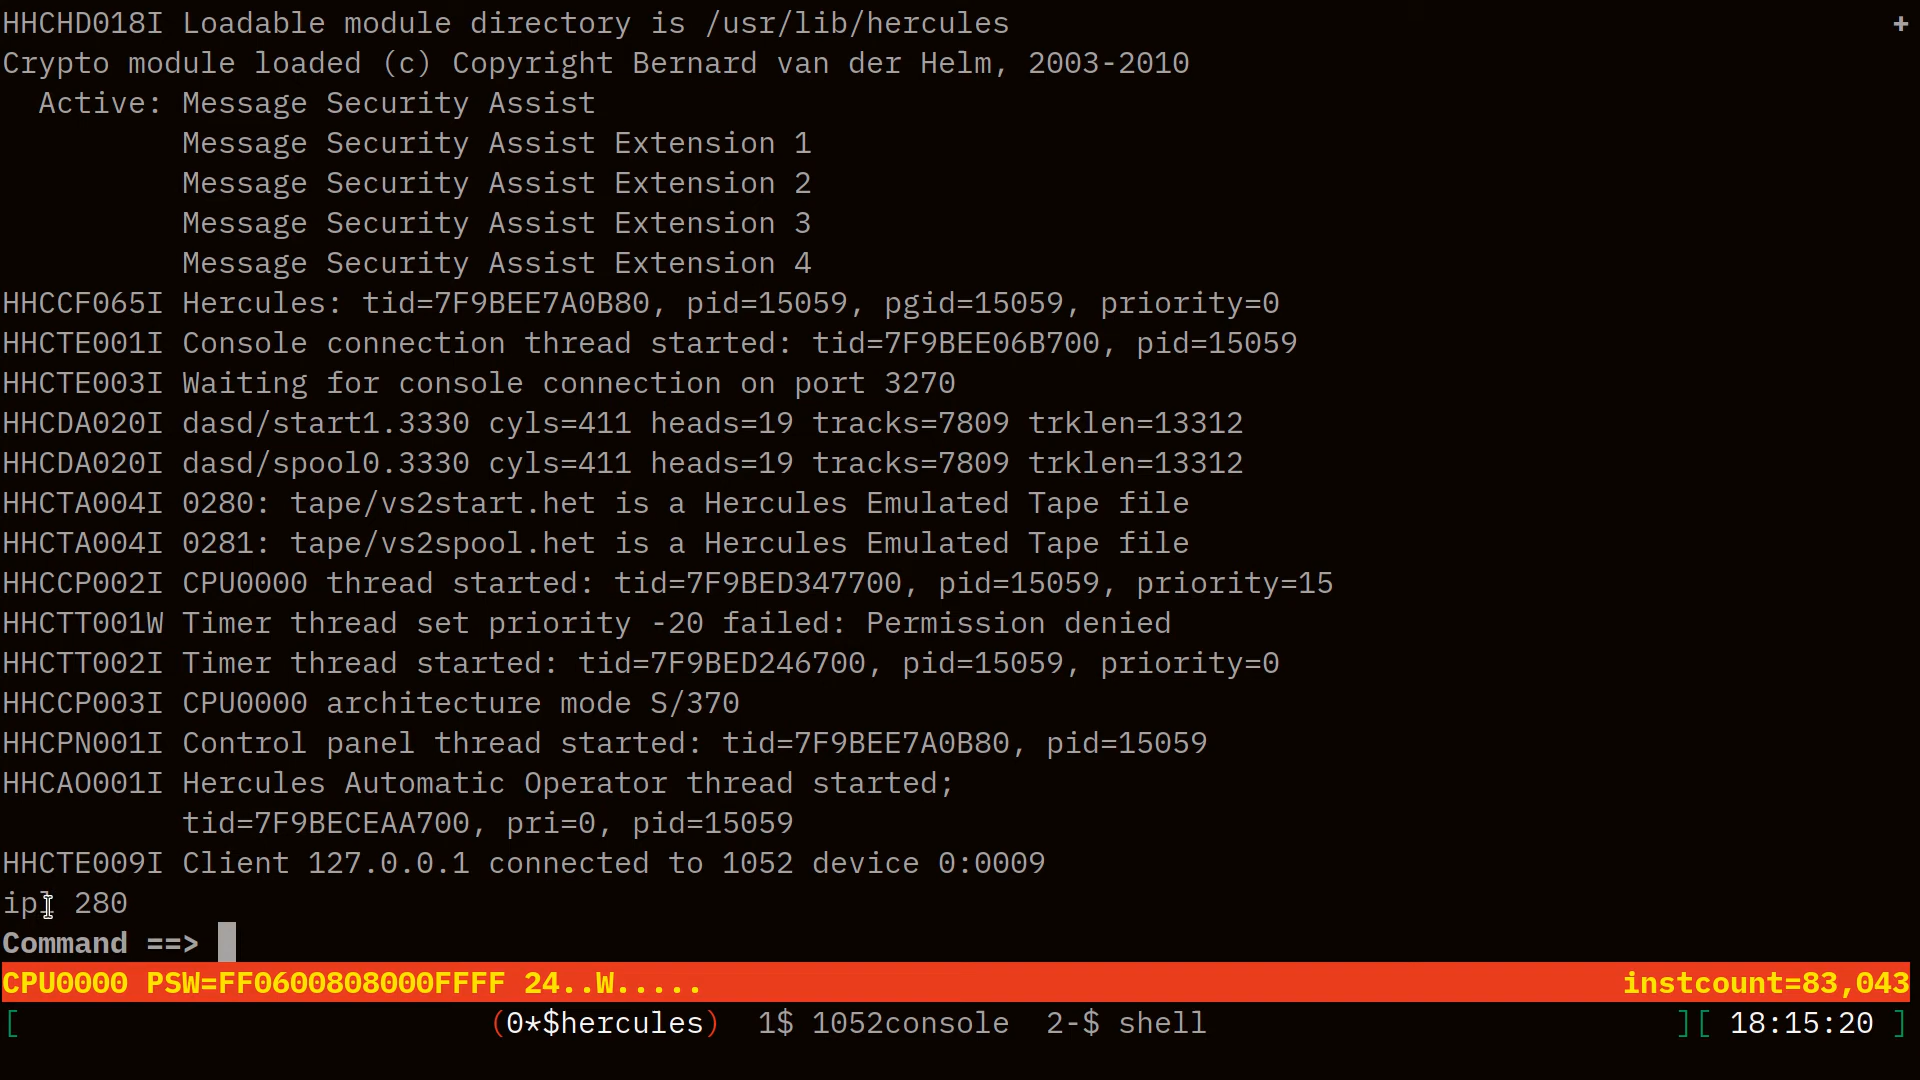 HHCHD018I Loadable module directory is /usr/lib/hercules +
Crypto module loaded (c) Copyright Bernard van der Helm, 2003-2010
  Active: Message Security Assist
          Message Security Assist Extension 1
          Message Security Assist Extension 2
          Message Security Assist Extension 3
          Message Security Assist Extension 4
HHCCF065I Hercules: tid=7F9BEE7A0B80, pid=15059, pgid=15059, priority=0
HHCTE001I Console connection thread started: tid=7F9BEE06B700, pid=15059
HHCTE003I Waiting for console connection on port 3270
HHCDA020I dasd/start1.3330 cyls=411 heads=19 tracks=7809 trklen=13312
HHCDA020I dasd/spool0.3330 cyls=411 heads=19 tracks=7809 trklen=13312
HHCTA004I 0280: tape/vs2start.het is a Hercules Emulated Tape file
HHCTA004I 0281: tape/vs2spool.het is a Hercules Emulated Tape file
HHCCP002I CPU0000 thread started: tid=7F9BED347700, pid=15059, priority=15
HHCTT001W Timer thread set priority -20 failed: Permission denied
HHCTT002I Timer thread started: tid=7F9BED246700, pid=15059, priority=0
HHCCP003I CPU0000 architecture mode S/370
HHCPN001I Control panel thread started: tid=7F9BEE7A0B80, pid=15059
HHCAO001I Hercules Automatic Operator thread started;
          tid=7F9BECEAA700, pri=0, pid=15059
HHCTE009I Client 127.0.0.1 connected to 1052 device 0:0009
ipl 280
Command ==>
CPU0000 PSW=FF0600808000FFFF 24..W..... instcount=83,043
[ (0*$hercules) 1$ 1052console 2-$ shell ][ 18:15:20 ]